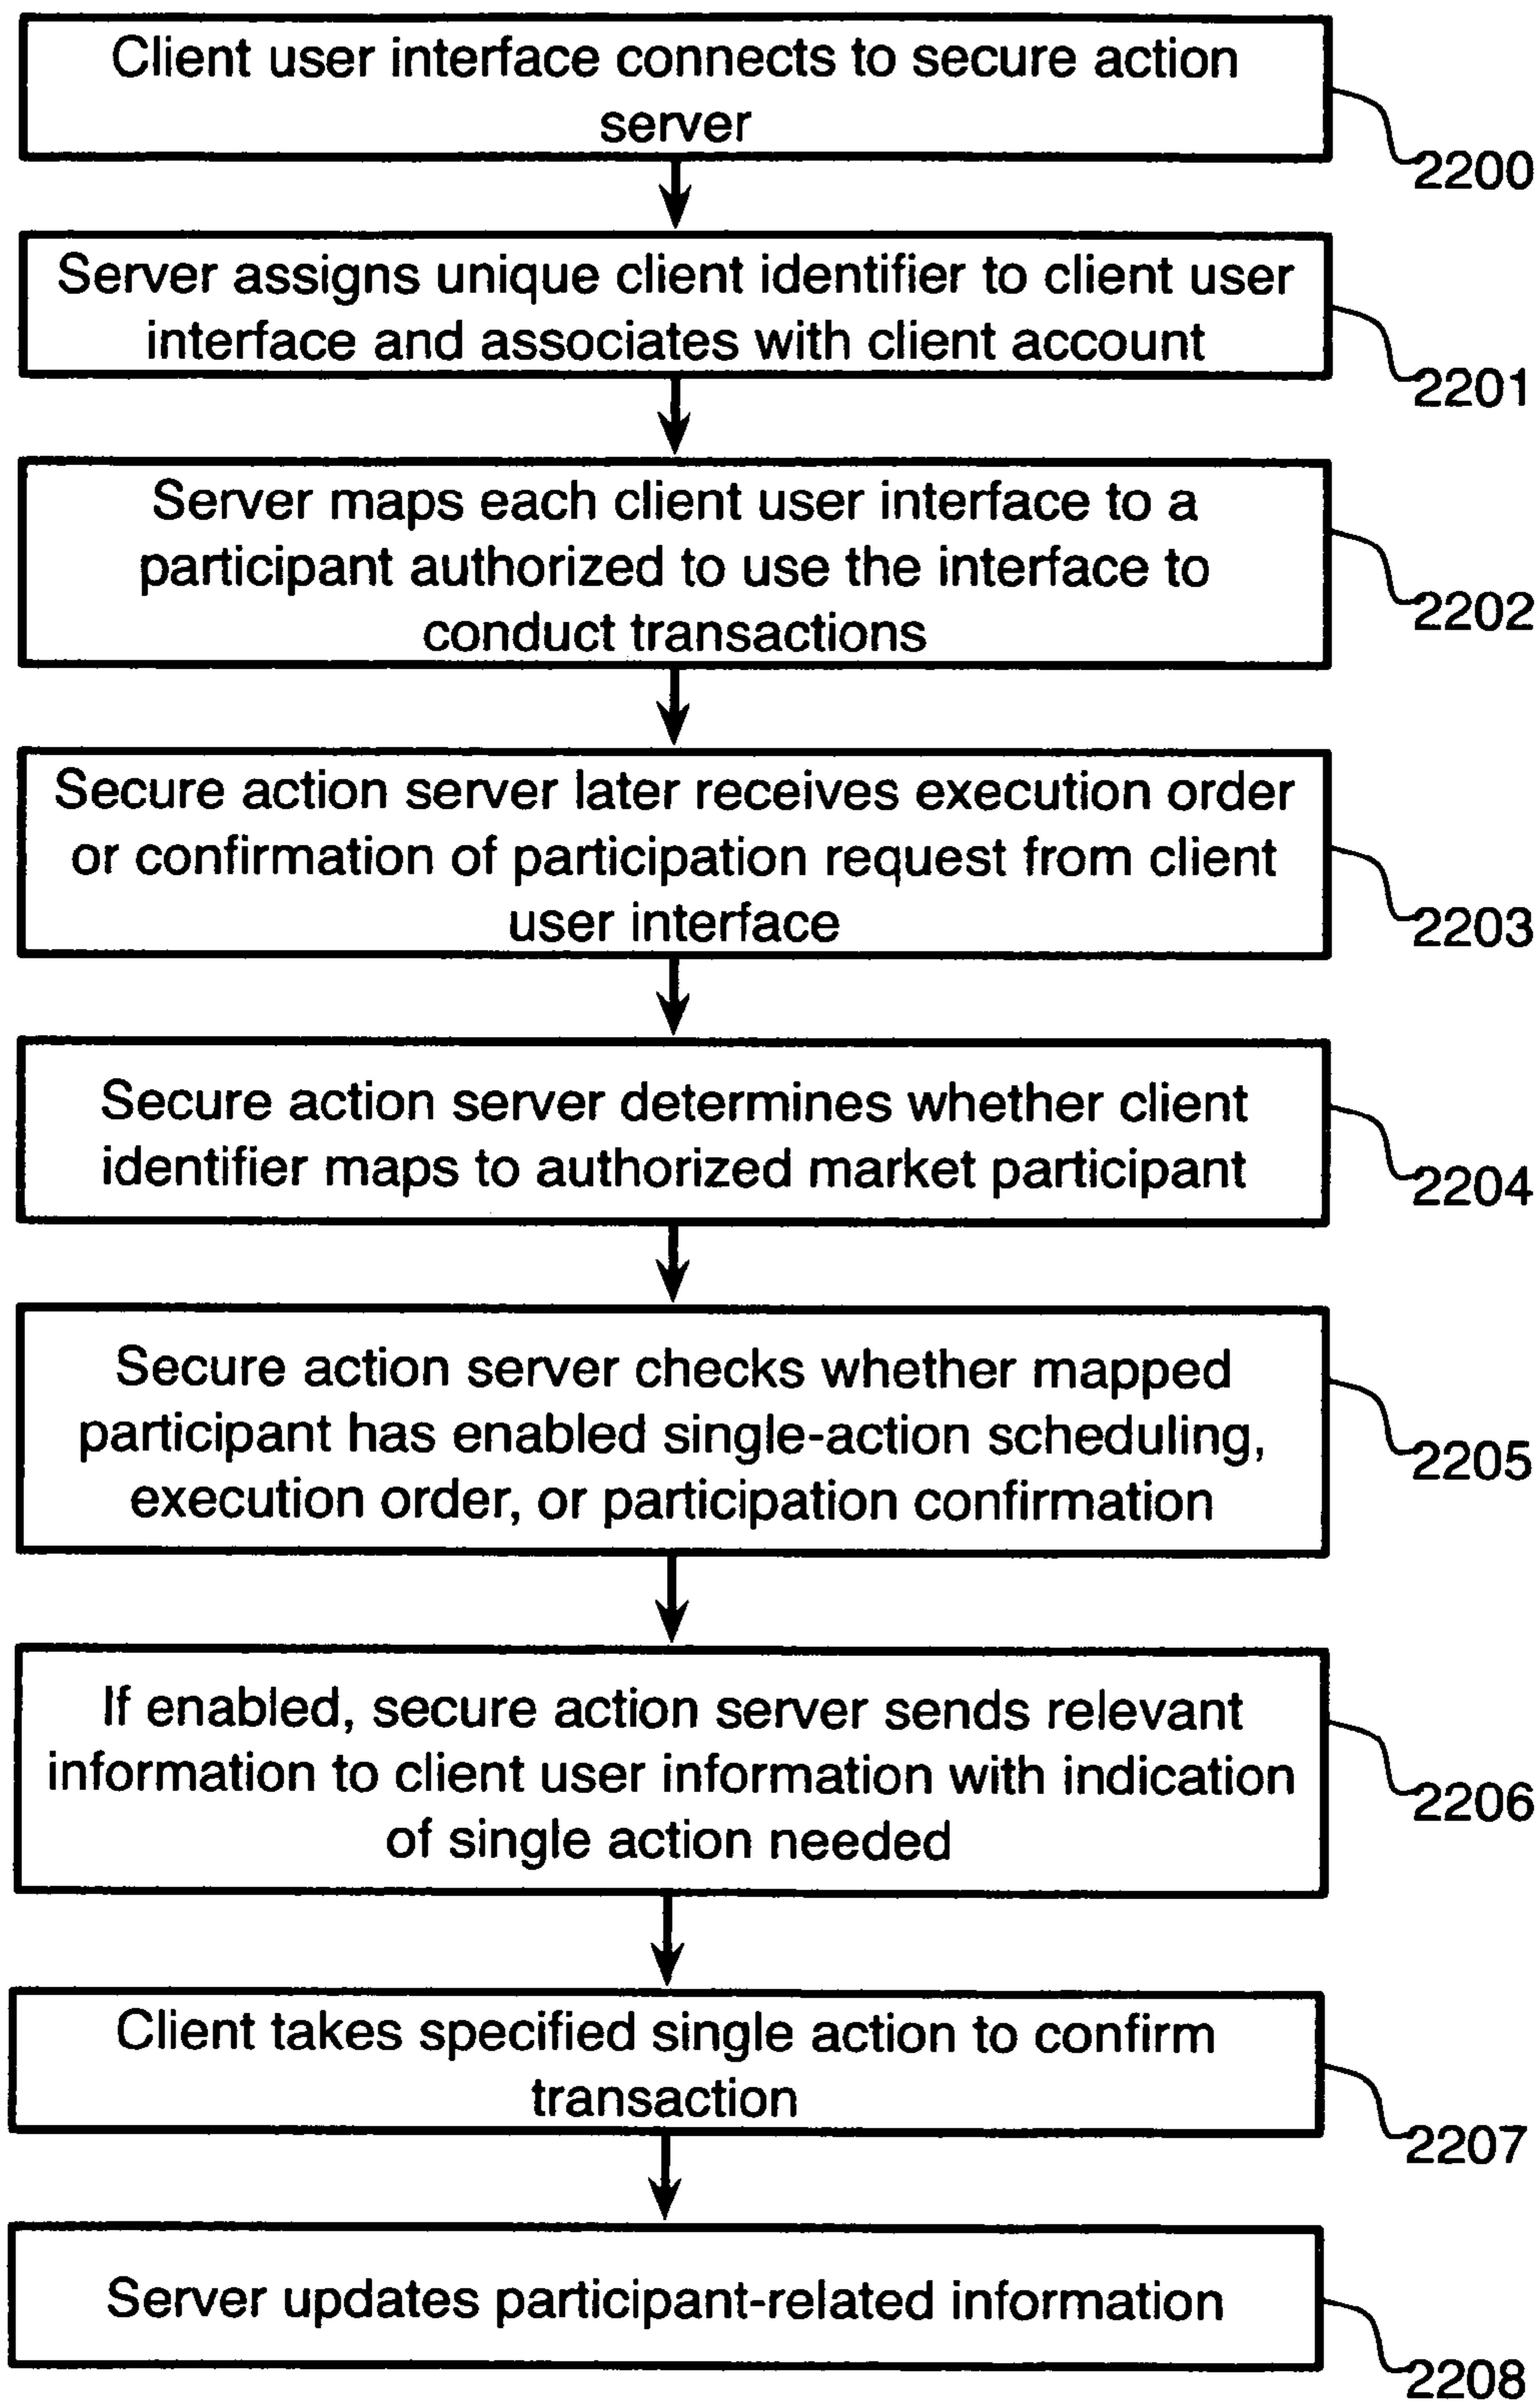 Client user interface connects to secure action
server
2200
Server assigns unique client identifier to client user
interface and associates with client account
2201
Server maps each client user interface to a
participant authorized to use the interface to
conduct transactions
2202
Secure action server later receives execution order
or confirmation of participation request from client
user interface
2203
Secure action server determines whether client
identifier maps to authorized market participant
2204
Secure action server checks whether mapped
participant has enabled single-action scheduling,
execution order, or participation confirmation
2205
If enabled, secure action server sends relevant
information to client user information with indication
of single action needed
2206
Client takes specified single action to confirm
transaction
2207
Server updates participant-related information
2208